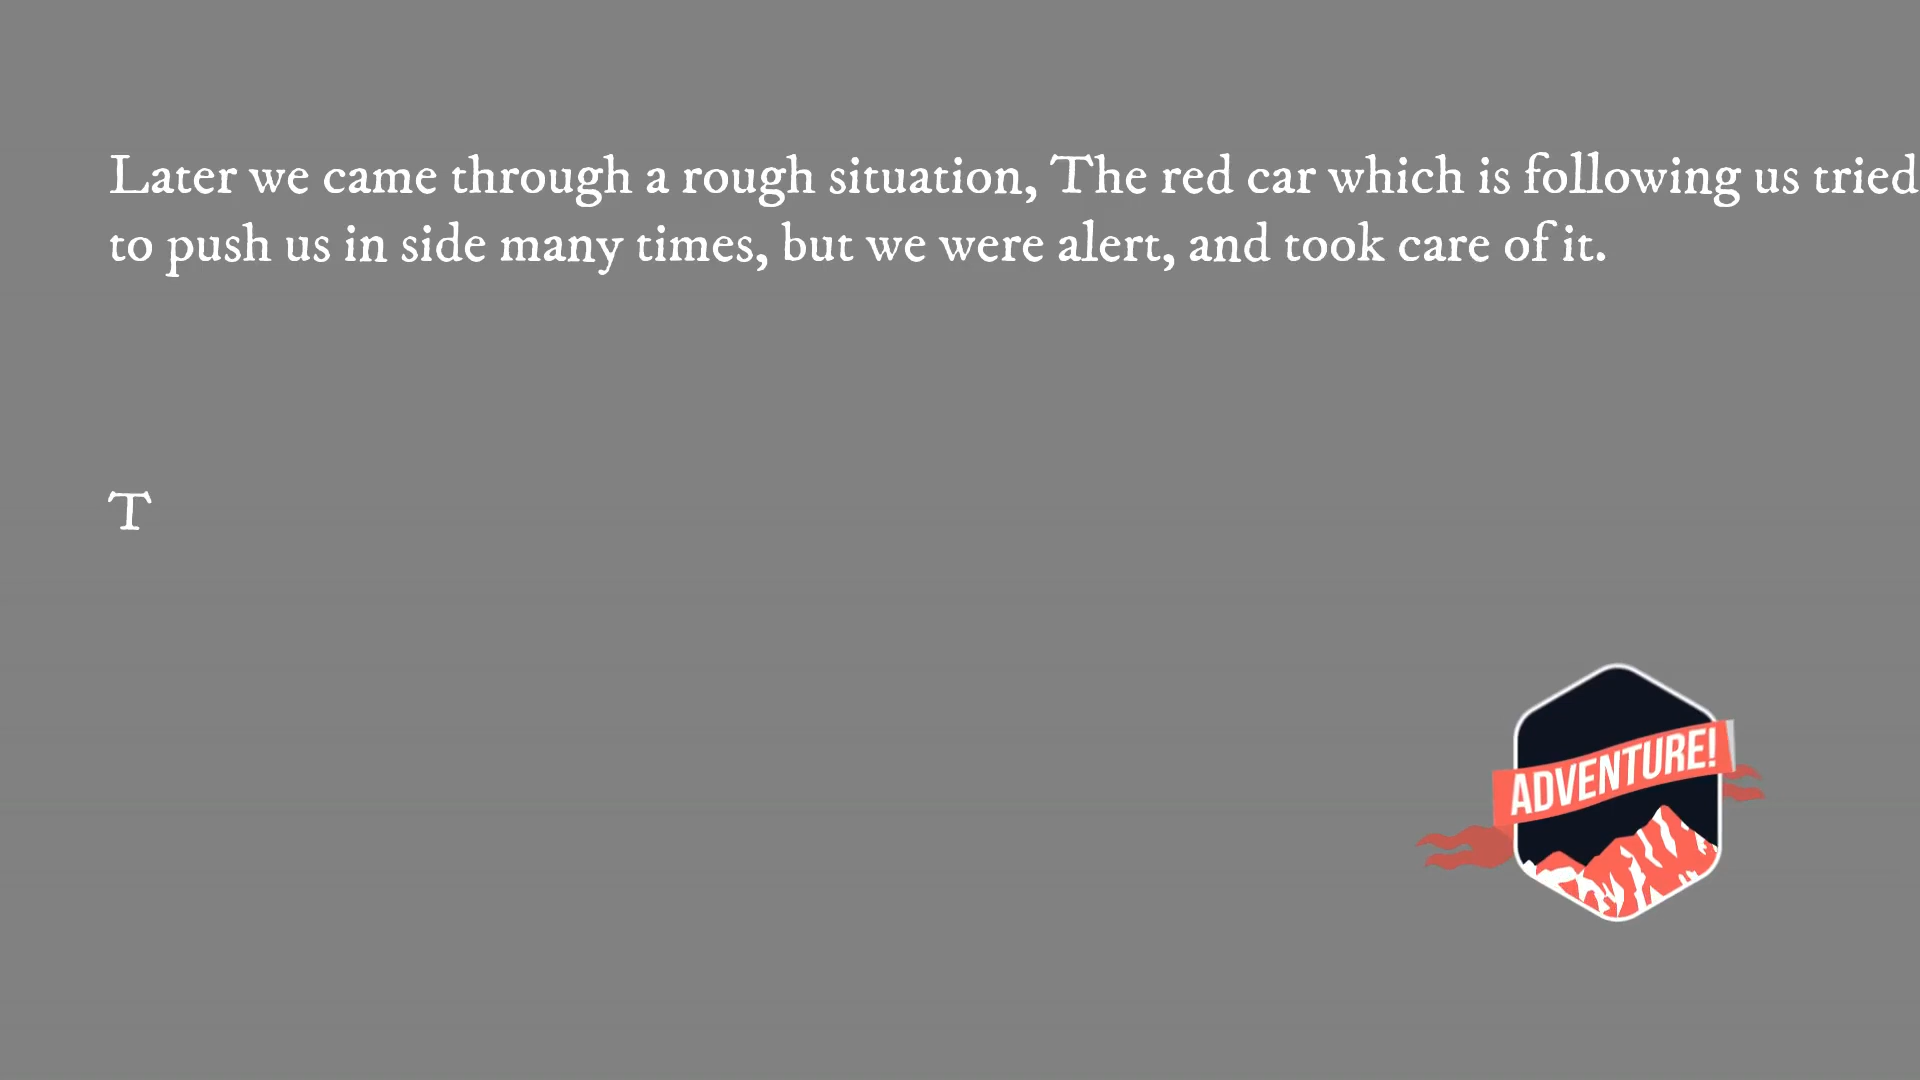 Later we came through a rough situation, The red car which is following us tried
to push us in side many times, but we were alert, and took care of it.
T
ADVENTURE!